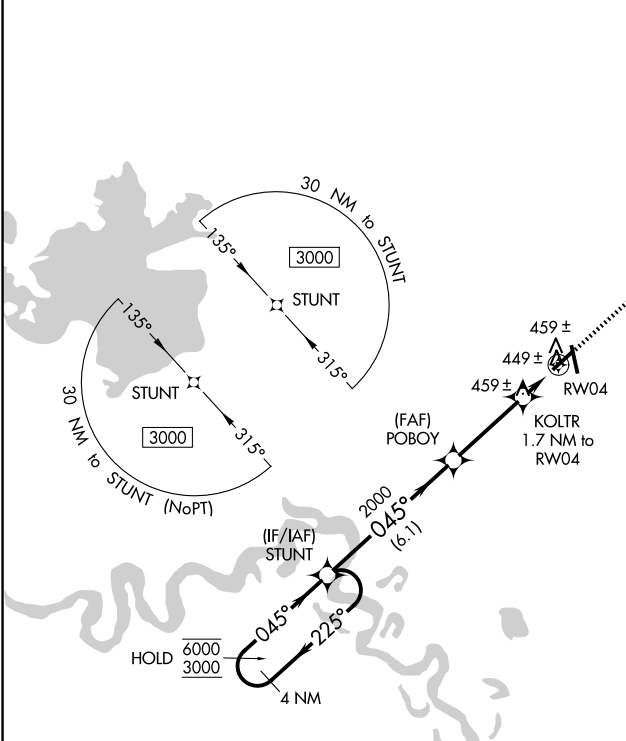 30 NM to STUNT
135°
3000
STUNT
315°
135°
STUNT
3000
315°
30 NM to STUNT (NoPT)
459 ±
449 ±
459 ±
RW04
KOLTR
1.7 NM to
RW04
(FAF)
POBOY
2000
045°
(6.1)
(IF/IAF)
STUNT
045°
225°
HOLD
6000
3000
4 NM